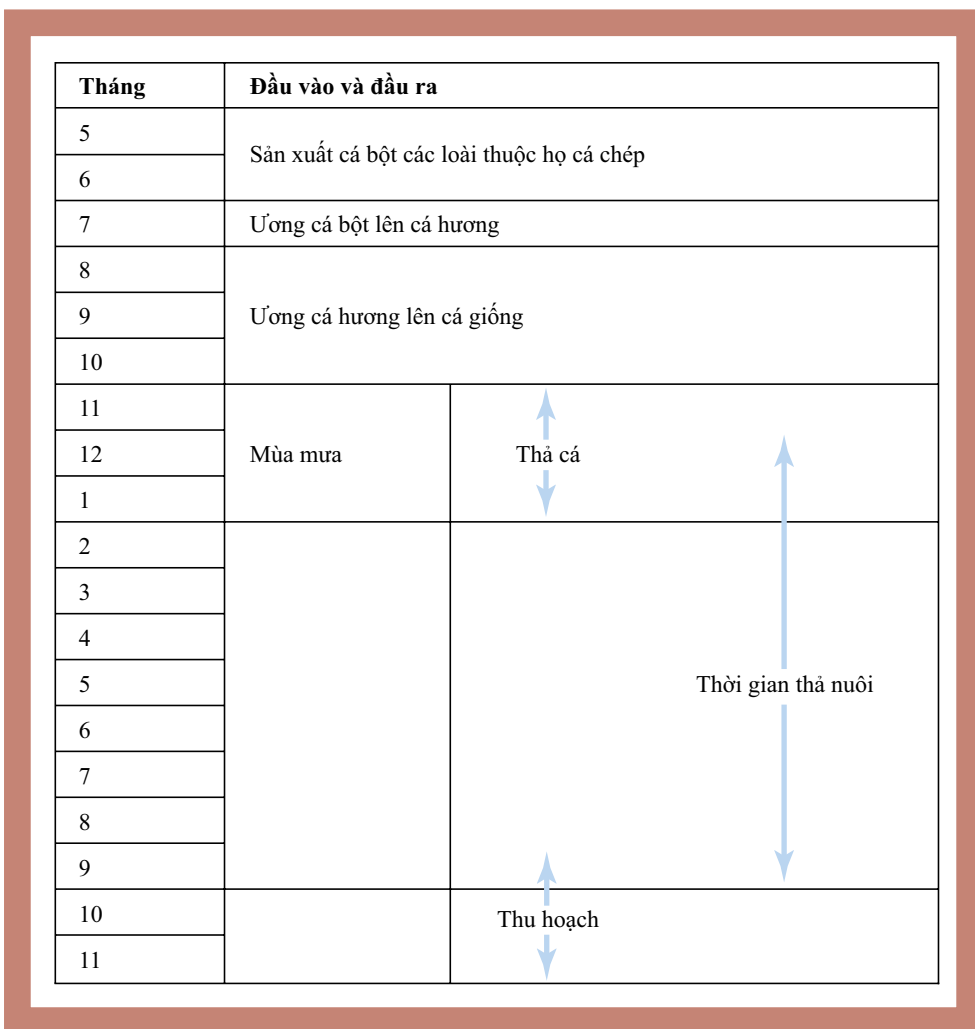 Tháng Đầu vào và đầu ra
5
Sản xuất cá bột các loài thuộc họ cá chép
6
7 Ương cá bột lên cá hương
8
9 Ương cá hương lên cá giống
10
11
12 Mùa mưa Thả cá
1
2
3
4
5 Thời gian thả nuôi
6
7
8
9
10 Thu hoạch
11